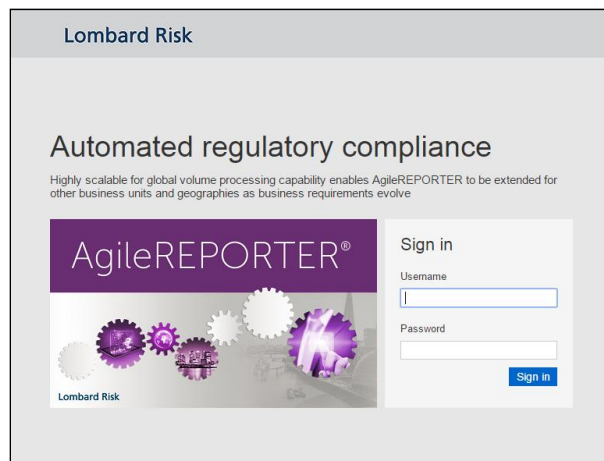 Lombard Risk
Automated regulatory compliance
Highly scalable for global volume processing capability enables AgileREPORTER to be extended for
other business units and geographies as business requirements evolve
AgileREPORTER®
Lombard Risk
Sign in
Username
Password
Sign in